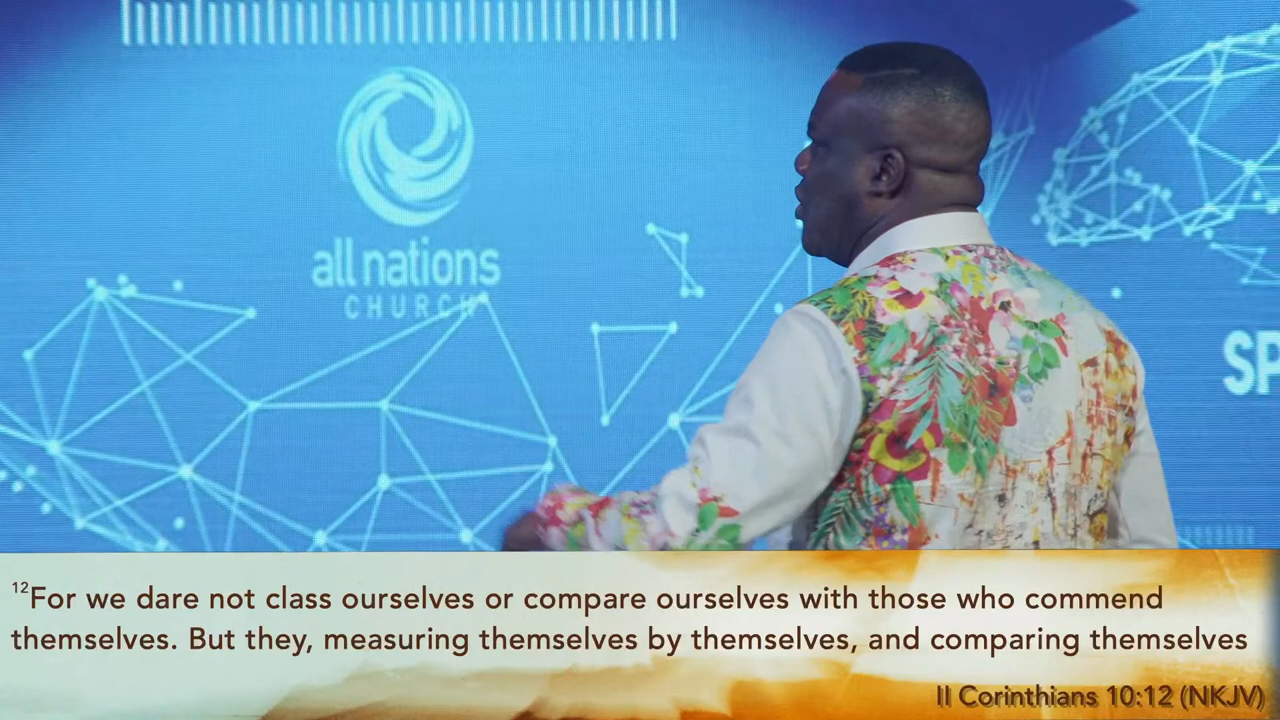 all nations
CHURCH
SP
¹²For we dare not class ourselves or compare ourselves with those who commend
themselves. But they, measuring themselves by themselves, and comparing themselves
II Corinthians 10:12 (NKJV)